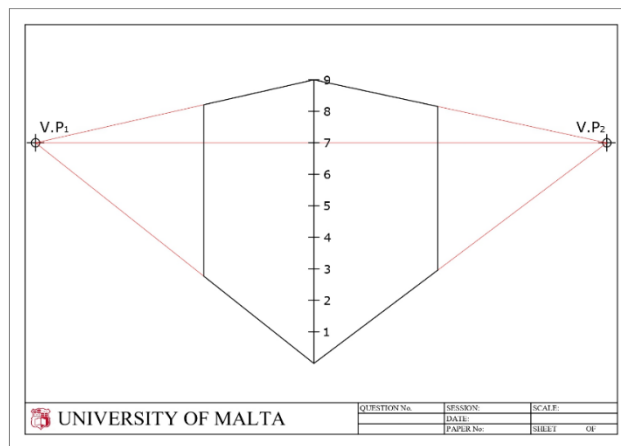 9
8
V.P1 7 V.P2
6
5
4
3
2
1
UNIVERSITY OF MALTA
QUESTION No. SESSION: SCALE:
DATE:
PAPER No: SHEET OF